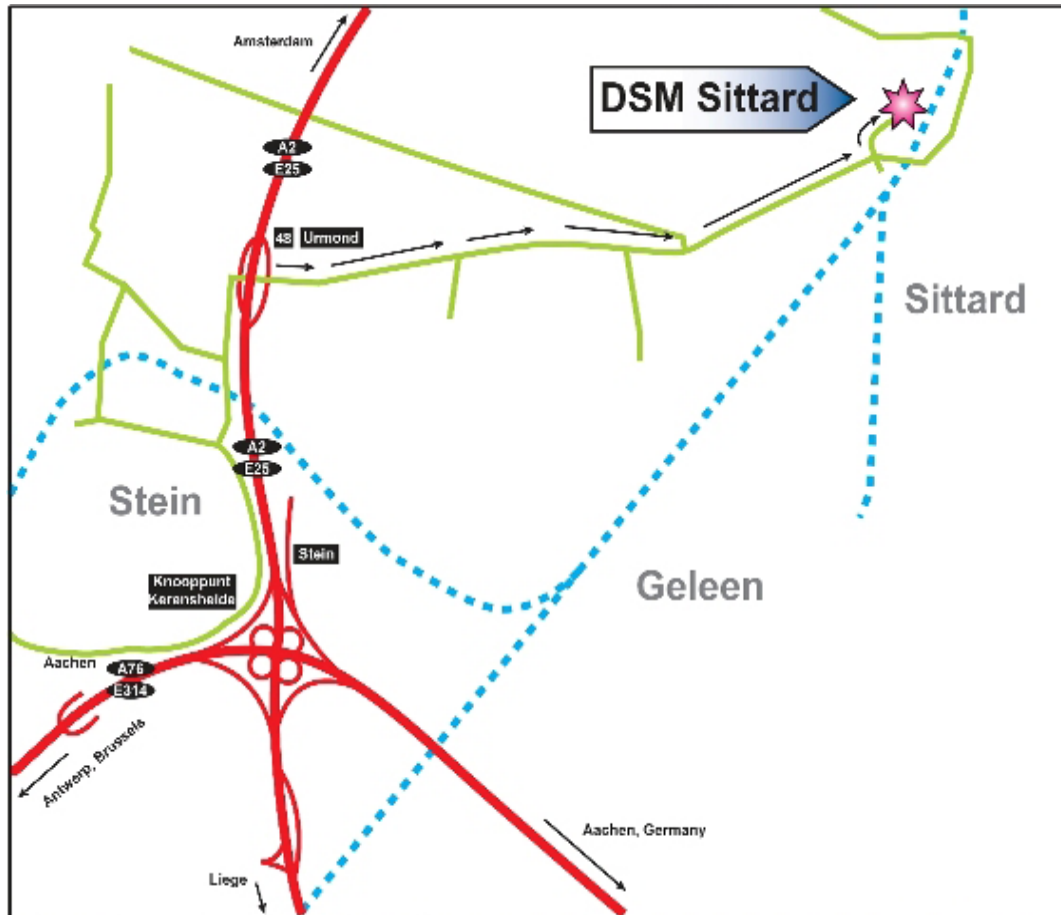 Amsterdam
DSM Sittard
A2
E25
48 Urmond
Sittard
A2
E25
Stein
Stein
Knooppunt
Kerensheide
Geleen
Aachen
A76
E314
Antwerp, Brussels
Aachen, Germany
Liege